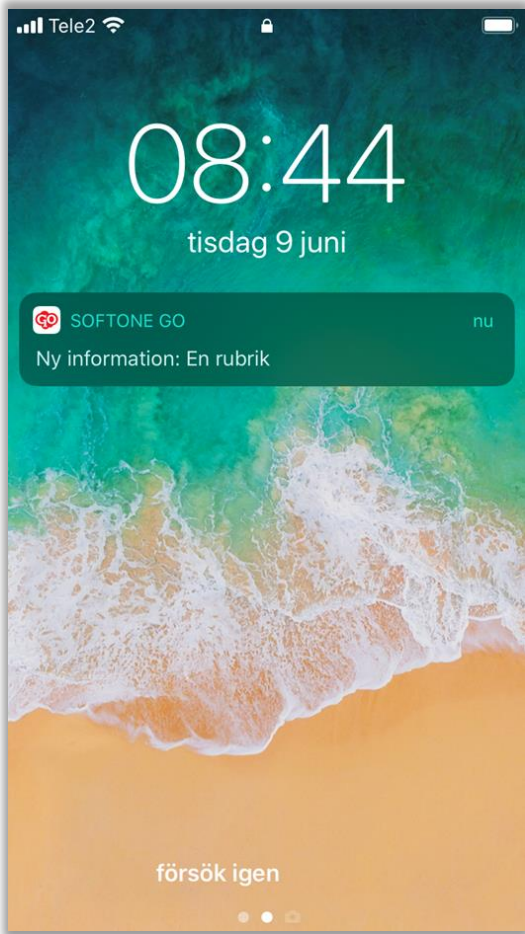 Tele2
08:44
tisdag 9 juni
GO SOFTONE GO nu
Ny information: En rubrik
försök igen